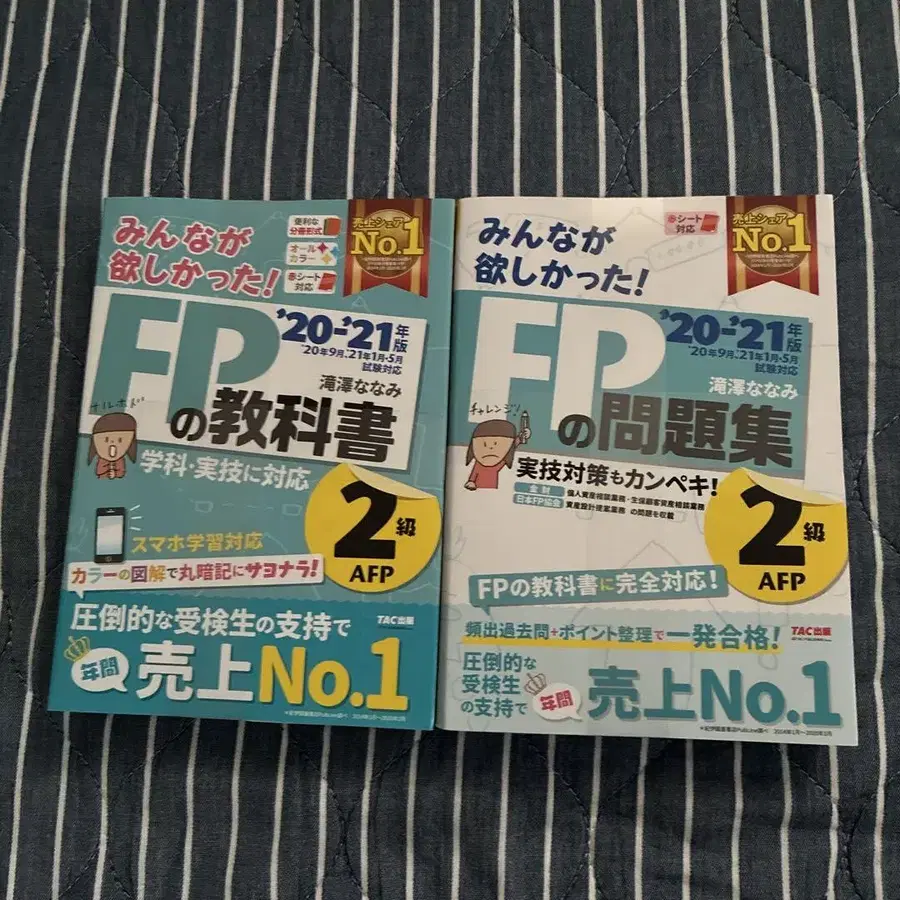 みんなが
欲しかった!
便利な
分冊形式
オール
カラー
赤シート
対応
売上シェア
No.1
FPの教科書
'20-'21年版
'20年9月、'21年1月・5月
試験対応
滝澤ななみ
ナルホド
学科・実技に対応
2級
AFP
スマホ学習対応
カラーの図解で丸暗記にサヨナラ!
圧倒的な受検生の支持で
TAC出版
年間
売上No.1
みんなが
欲しかった!
赤シート
対応
売上シェア
No.1
FPの問題集
'20-'21年版
'20年9月、'21年1月・5月
試験対応
滝澤ななみ
チャレンジ!
実技対策もカンペキ!
金財 個人資産相談業務・生保顧客資産相談業務
日本FP協会 資産設計提案業務 の問題を収載
2級
AFP
FPの教科書に完全対応!
頻出過去問+ポイント整理で一発合格!
TAC出版
圧倒的な
受検生
の支持で
年間
売上No.1